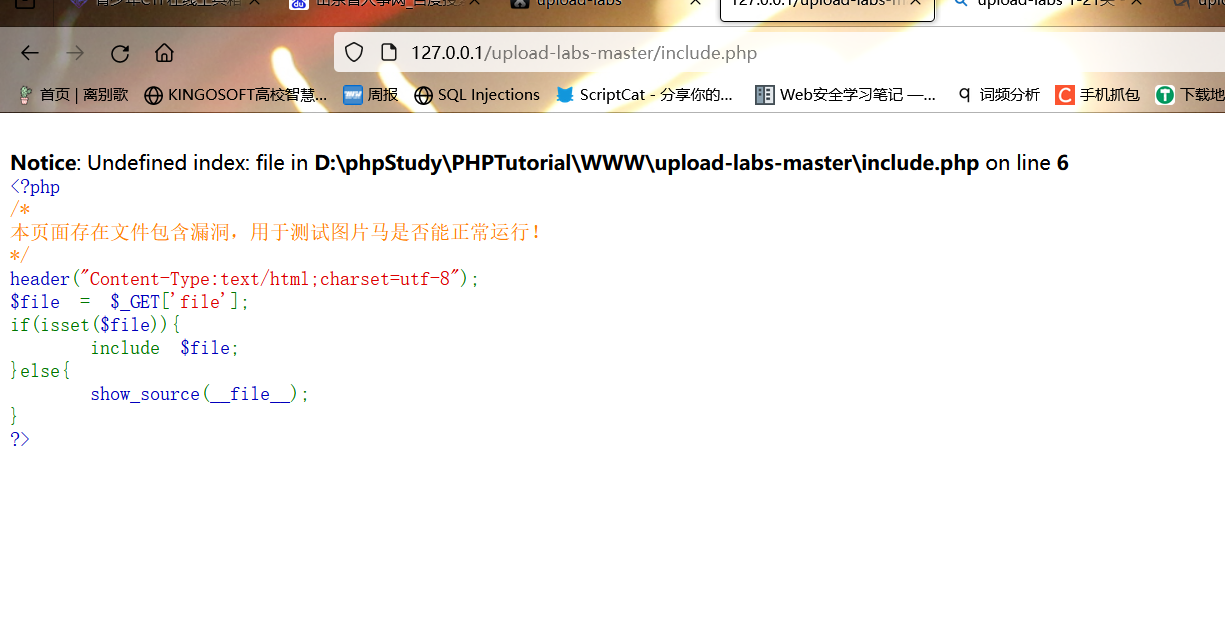 upload-labs
127.0.0.1/upload-labs-m
upload-labs 1-21关
127.0.0.1/upload-labs-master/include.php
首页 | 离别歌 KINGOSOFT高校智慧... 周报 SQL Injections ScriptCat - 分享你的... Web安全学习笔记 —... 词频分析 手机抓包 下载地
Notice: Undefined index: file in D:\phpStudy\PHPTutorial\WWW\upload-labs-master\include.php on line 6
<?php
/*
本页面存在文件包含漏洞，用于测试图片马是否能正常运行！
*/
header("Content-Type:text/html;charset=utf-8");
$file = $_GET['file'];
if(isset($file)){
include $file;
}else{
show_source(__file__);
}
?>